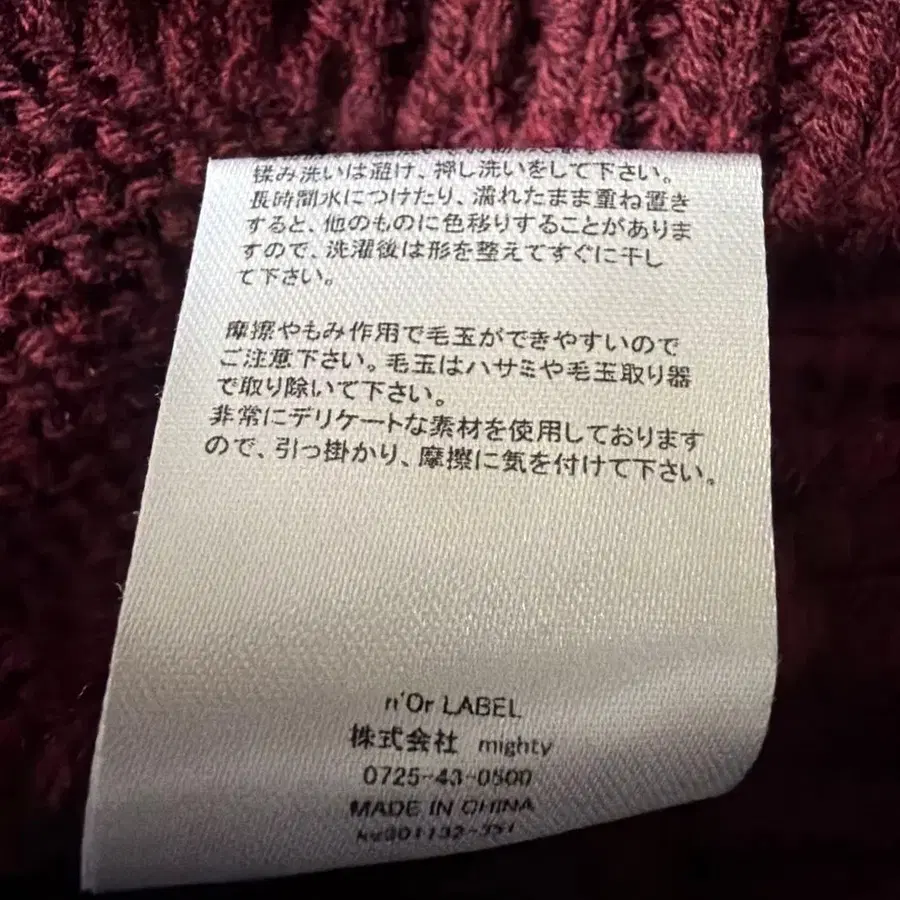 揉み洗いは避け、押し洗いをして下さい。
長時間水につけたり、濡れたまま重ね置き
すると、他のものに色移りすることがありま
すので、洗濯後は形を整えてすぐに干し
て下さい。
摩擦やもみ作用で毛玉ができやすいので
ご注意下さい。毛玉はハサミや毛玉取り器
で取り除いて下さい。
非常にデリケートな素材を使用しております
ので、引っ掛かり、摩擦に気を付けて下さい。
n'Or LABEL
株式会社 mighty
0725-43-0500
MADE IN CHINA